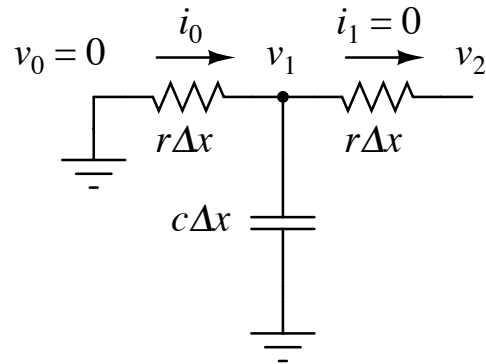 i₀ i₁ = 0
v₀ = 0 v₁ v₂
rΔx rΔx
cΔx